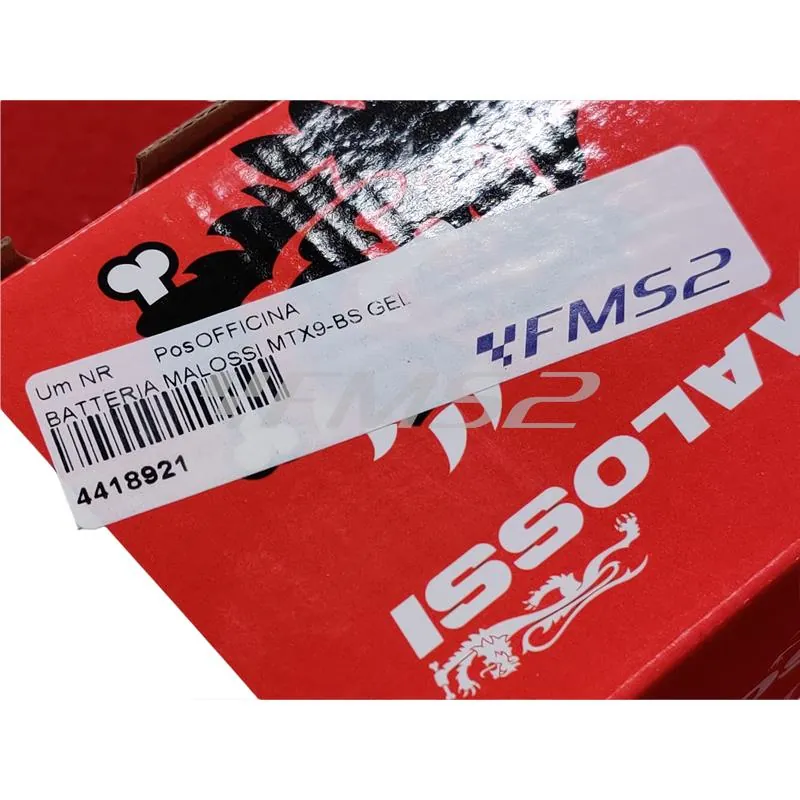 Um NR PosOFFICINA
BATTERIA MALOSSI MTX9-BS GEL
4418921
FMS2
FMS2
MALOSSI